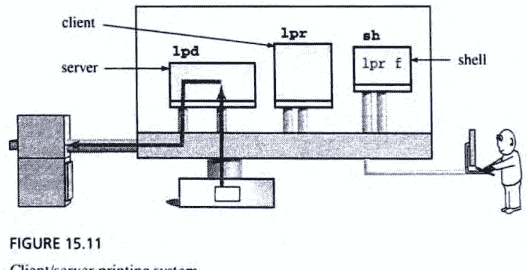 client
lpr
sh
lpd
server
lpr f
shell
FIGURE 15.11
Client/server printing system